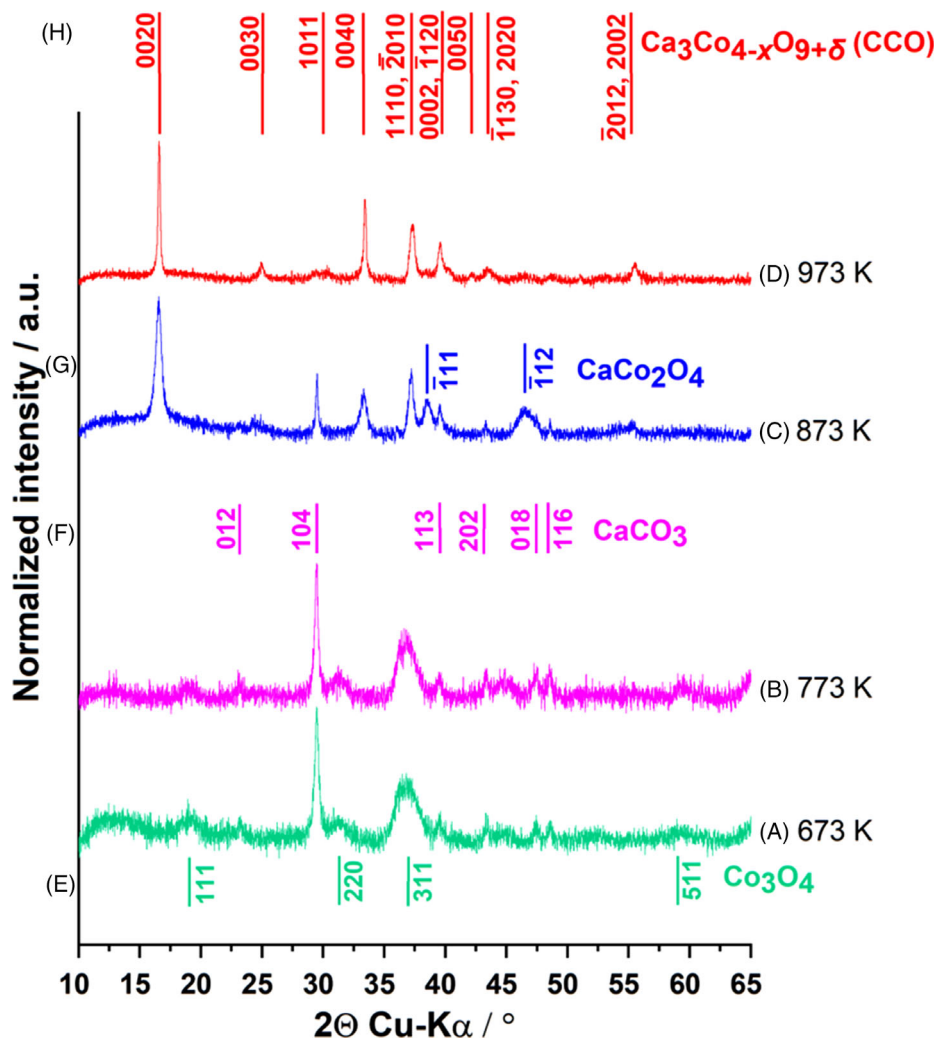 (H)
0020
0030
1011
0040
1110, 2̅010
0002, 1̅120
0050
1̅130, 2020
2̅012, 2002
Ca₃Co₄₋ₓO₉₊δ (CCO)
(D) 973 K
(G)
1̅11
1̅12
CaCo₂O₄
(C) 873 K
(F)
012
104
113
202
018
116
CaCO₃
(B) 773 K
(A) 673 K
(E)
111
220
311
511
Co₃O₄
Normalized intensity / a.u.
10 15 20 25 30 35 40 45 50 55 60 65
2Θ Cu-Kα / °